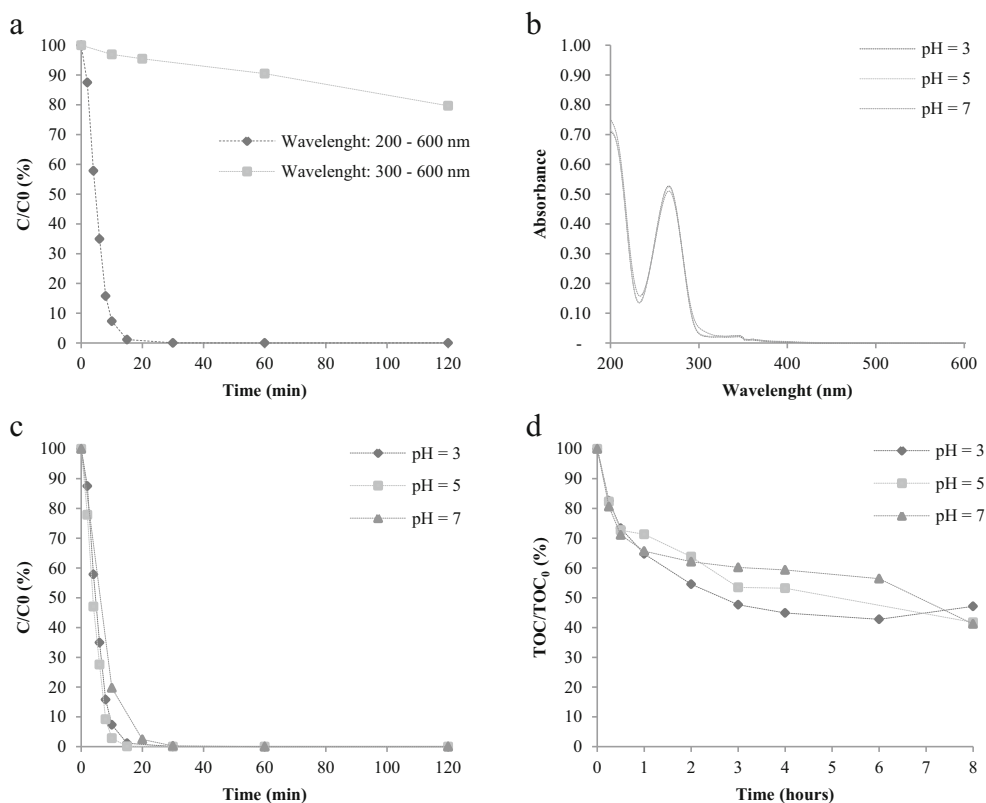 a
100
90
80
70
60
50
40
30
20
10
0
C/C0 (%)
Wavelenght: 200 - 600 nm
Wavelenght: 300 - 600 nm
0 20 40 60 80 100 120
Time (min)
b
1.00
0.90
0.80
0.70
0.60
0.50
0.40
0.30
0.20
0.10
-
Absorbance
pH = 3
pH = 5
pH = 7
200 300 400 500 600
Wavelenght (nm)
c
100
90
80
70
60
50
40
30
20
10
0
C/C0 (%)
pH = 3
pH = 5
pH = 7
0 20 40 60 80 100 120
Time (min)
d
100
90
80
70
60
50
40
30
20
10
0
TOC/TOC₀ (%)
pH = 3
pH = 5
pH = 7
0 1 2 3 4 5 6 7 8
Time (hours)